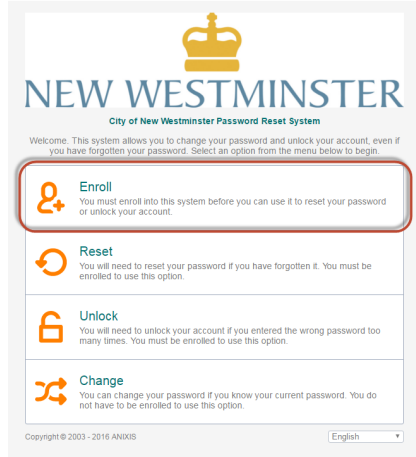 NEW WESTMINSTER
City of New Westminster Password Reset System
Welcome. This system allows you to change your password and unlock your account, even if
you have forgotten your password. Select an option from the menu below to begin.
Enroll
You must enroll into this system before you can use it to reset your password
or unlock your account.
Reset
You will need to reset your password if you have forgotten it. You must be
enrolled to use this option.
Unlock
You will need to unlock your account if you entered the wrong password too
many times. You must be enrolled to use this option.
Change
You can change your password if you know your current password. You do
not have to be enrolled to use this option.
Copyright © 2003 - 2016 ANIXIS
English